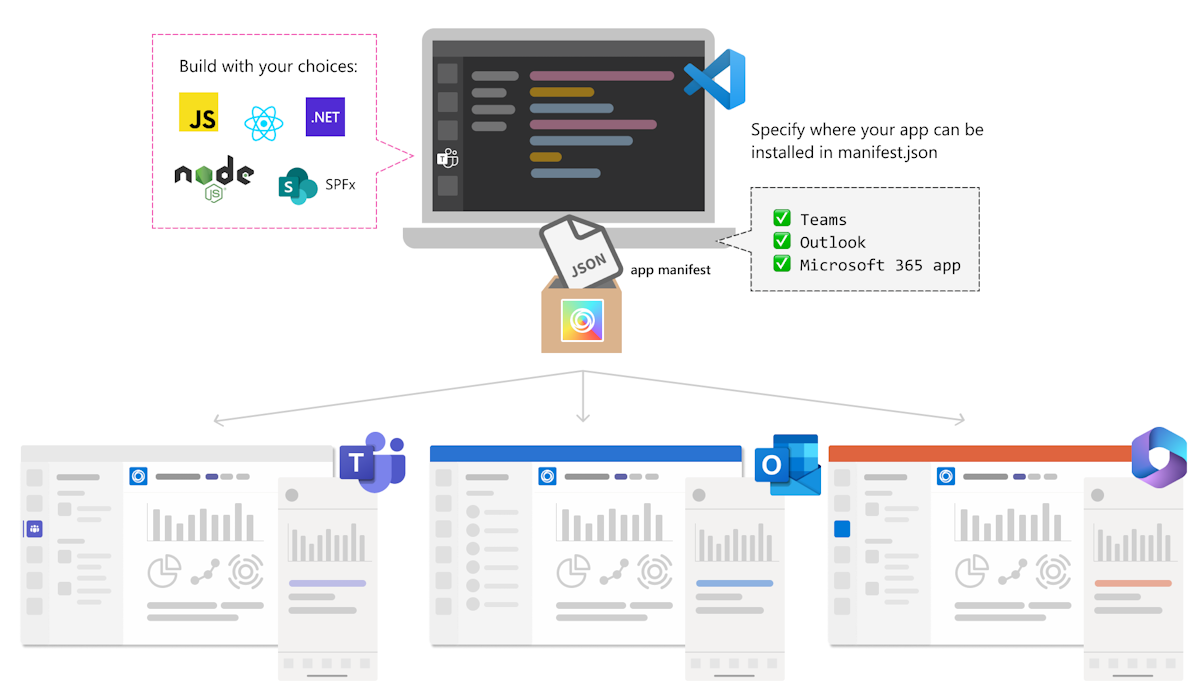 Build with your choices:
JS
.NET
node
JS
S
SPFx
T
Specify where your app can be
installed in manifest.json
Teams
Outlook
Microsoft 365 app
JSON
app manifest
T
O